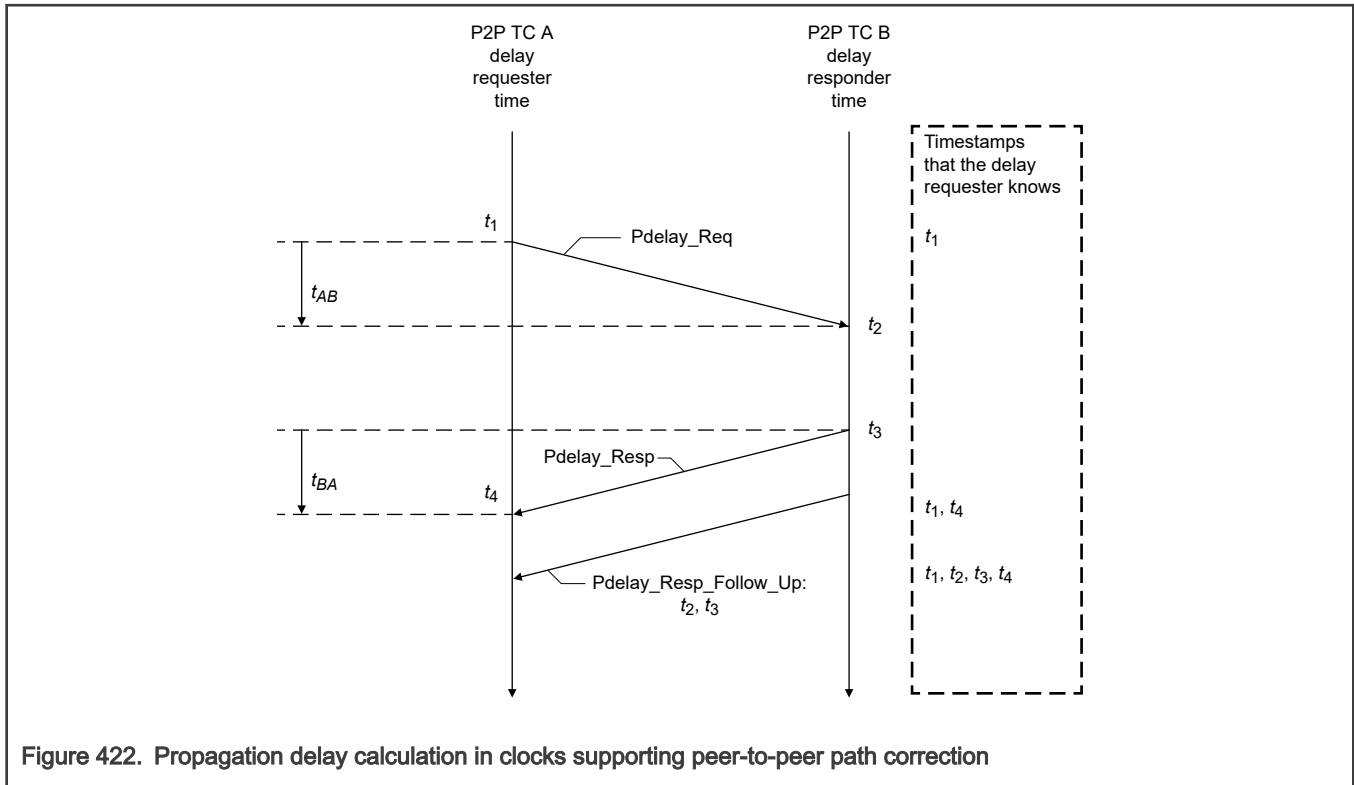 P2P TC A
delay
requester
time
P2P TC B
delay
responder
time
Timestamps
that the delay
requester knows
t1
Pdelay_Req
t1
tAB
t2
t3
Pdelay_Resp
tBA
t4
t1, t4
Pdelay_Resp_Follow_Up:
t2, t3
t1, t2, t3, t4
Figure 422. Propagation delay calculation in clocks supporting peer-to-peer path correction